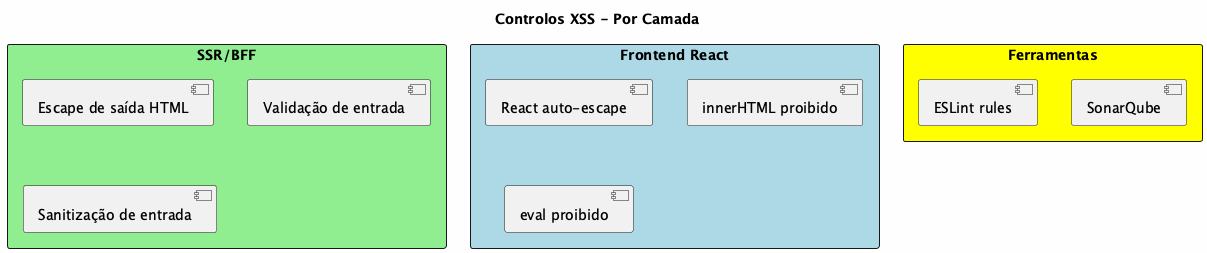 Controlos XSS - Por Camada
SSR/BFF
Escape de saída HTML
Validação de entrada
Sanitização de entrada
Frontend React
React auto-escape
innerHTML proibido
eval proibido
Ferramentas
ESLint rules
SonarQube